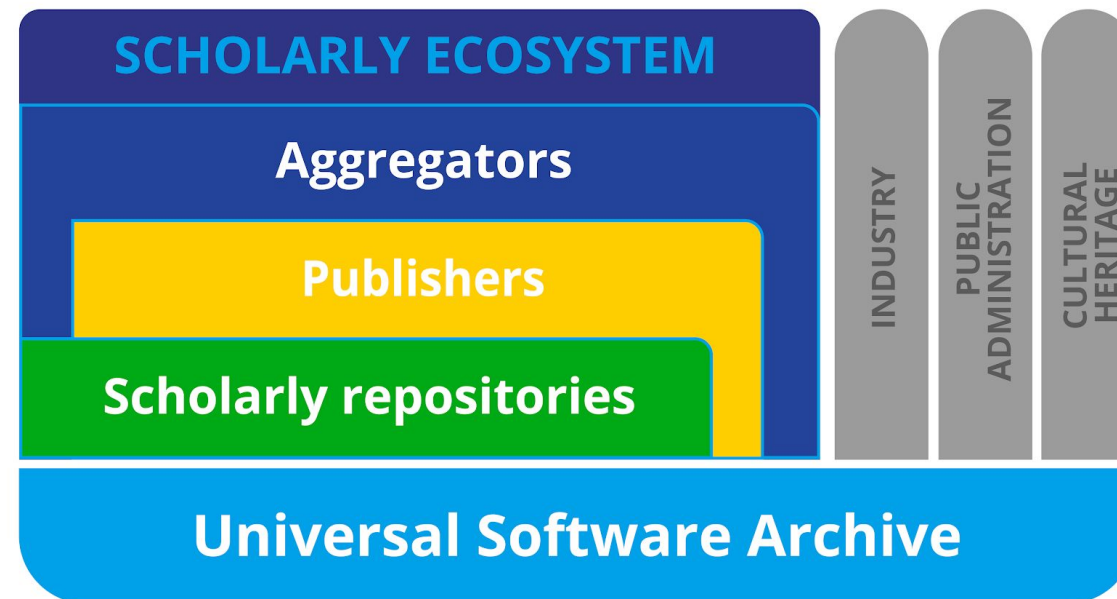 SCHOLARLY ECOSYSTEM
Aggregators
Publishers
Scholarly repositories
INDUSTRY
PUBLIC
ADMINISTRATION
CULTURAL
HERITAGE
Universal Software Archive